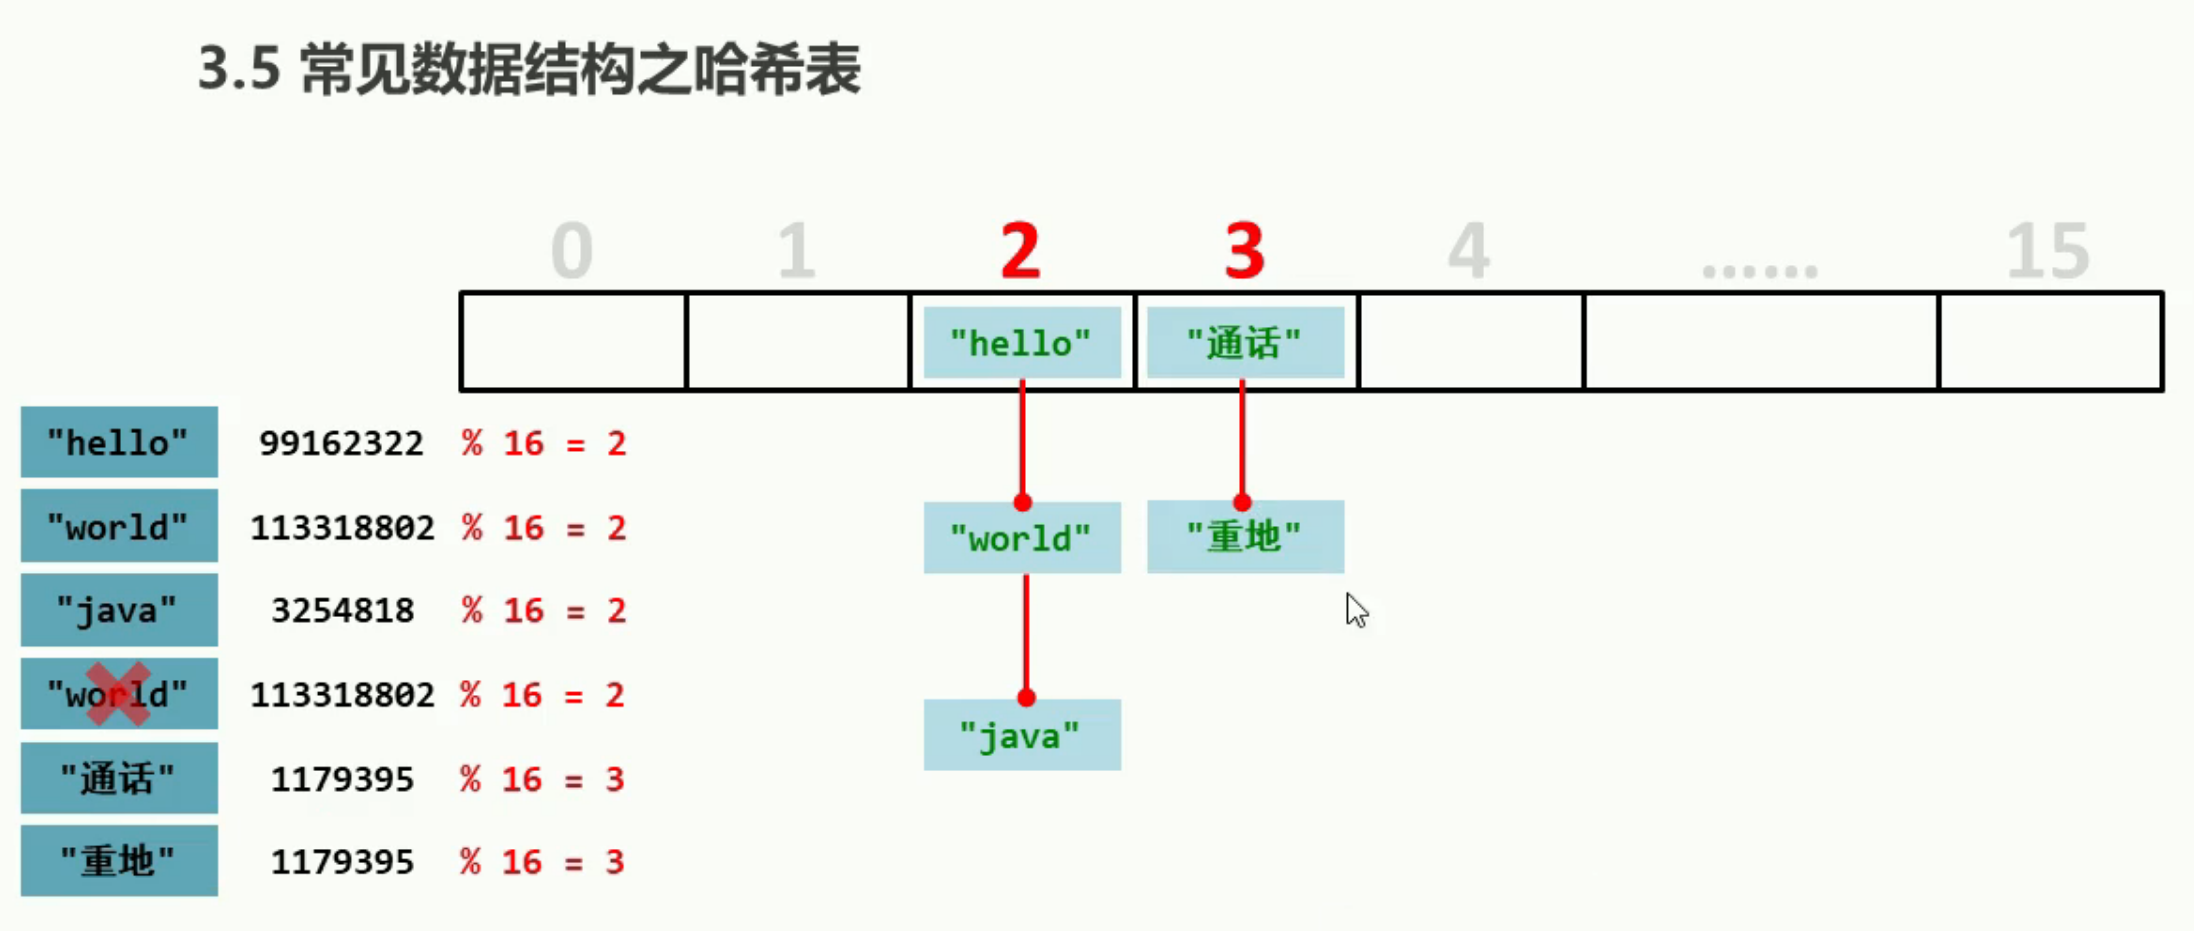 3.5 常见数据结构之哈希表
0 1 2 3 4 …… 15
"hello" "通话"
"hello" 99162322 % 16 = 2
"world" 113318802 % 16 = 2 "world" "重地"
"java" 3254818 % 16 = 2
"world" 113318802 % 16 = 2 "java"
"通话" 1179395 % 16 = 3
"重地" 1179395 % 16 = 3